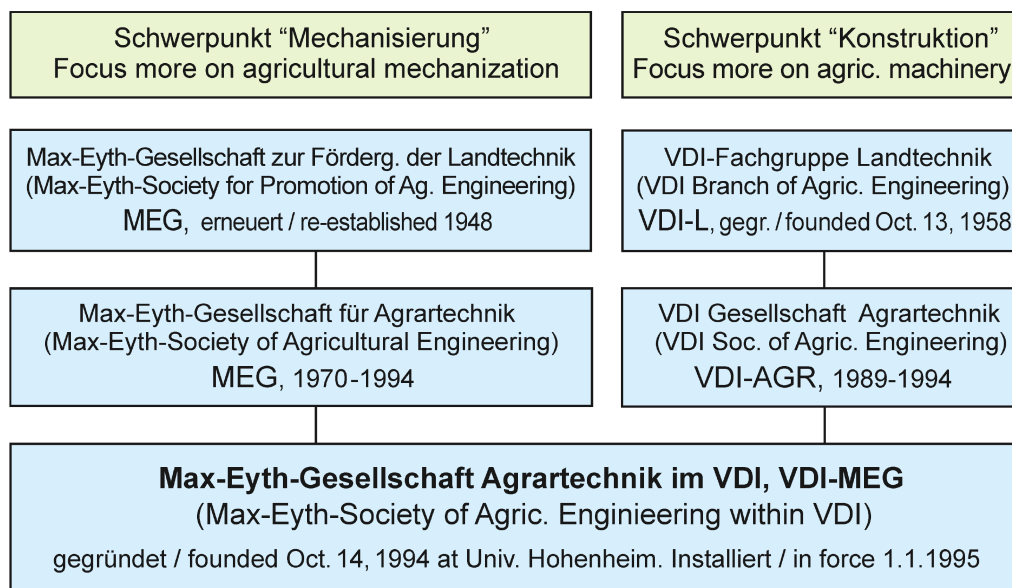 Schwerpunkt “Mechanisierung”
Focus more on agricultural mechanization
Schwerpunkt “Konstruktion”
Focus more on agric. machinery
Max-Eyth-Gesellschaft zur Förderg. der Landtechnik
(Max-Eyth-Society for Promotion of Ag. Engineering)
MEG, erneuert / re-established 1948
VDI-Fachgruppe Landtechnik
(VDI Branch of Agric. Engineering)
VDI-L, gegr. / founded Oct. 13, 1958
Max-Eyth-Gesellschaft für Agrartechnik
(Max-Eyth-Society of Agricultural Engineering)
MEG, 1970-1994
VDI Gesellschaft Agrartechnik
(VDI Soc. of Agric. Engineering)
VDI-AGR, 1989-1994
Max-Eyth-Gesellschaft Agrartechnik im VDI, VDI-MEG
(Max-Eyth-Society of Agric. Enginieering within VDI)
gegründet / founded Oct. 14, 1994 at Univ. Hohenheim. Installiert / in force 1.1.1995